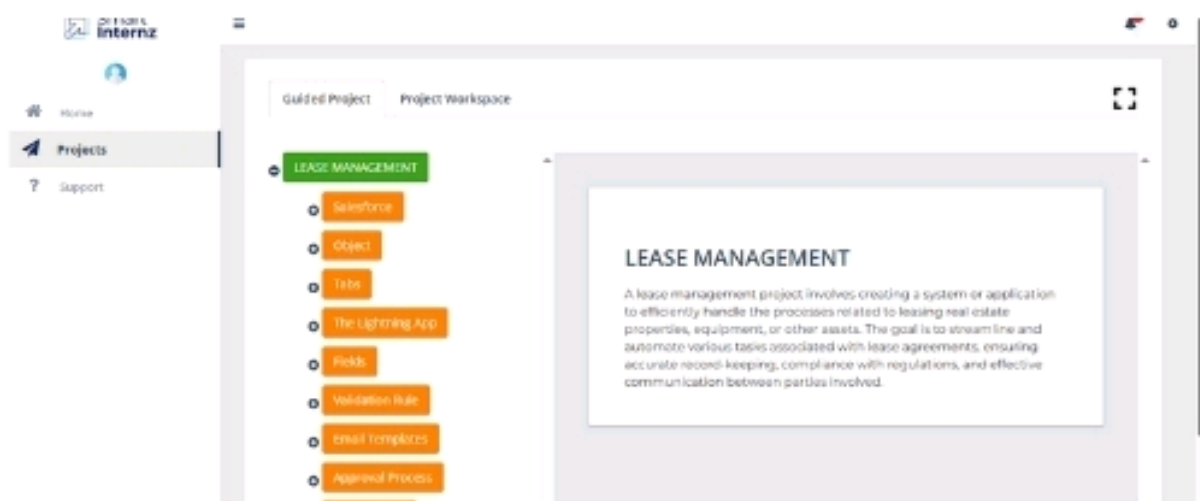 Smart
Internz
Home
Projects
? Support
Guided Project
Project Workspace
LEASE MANAGEMENT
Salesforce
Object
Tabs
The Lightning App
Fields
Validation Rule
Email Templates
Approval Process
LEASE MANAGEMENT
A lease management project involves creating a system or application
to efficiently handle the processes related to leasing real estate
properties, equipment, or other assets. The goal is to streamline and
automate various tasks associated with lease agreements, ensuring
accurate record-keeping, compliance with regulations, and effective
communication between parties involved.